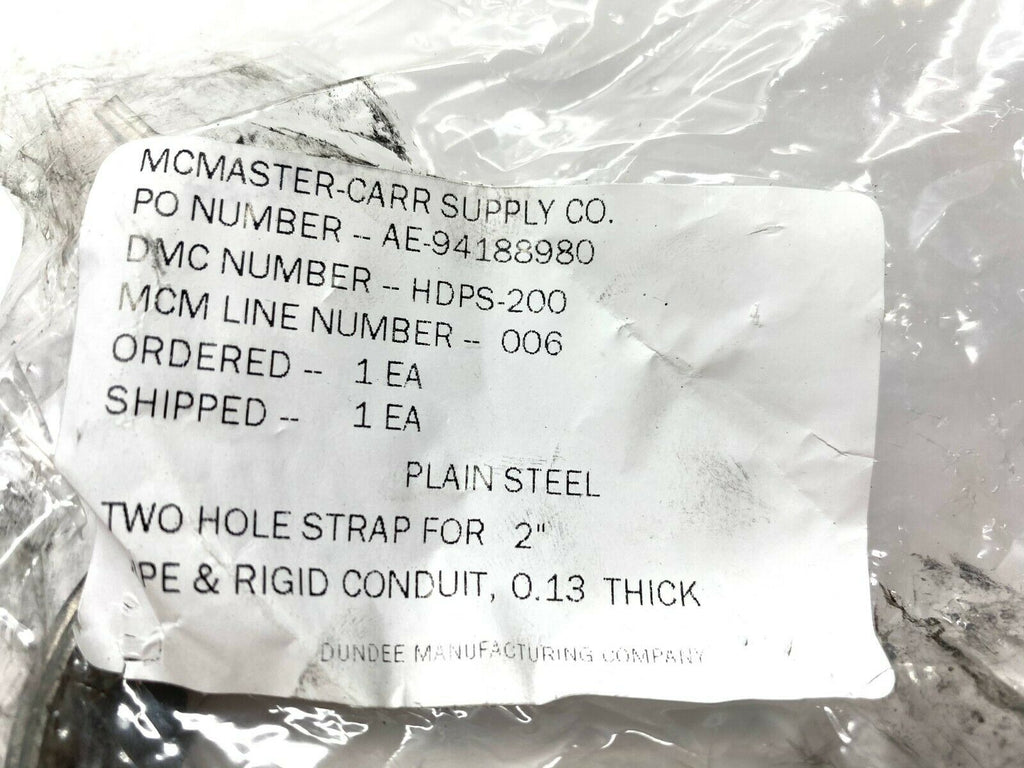 MCMASTER-CARR SUPPLY CO.
PO NUMBER -- AE-94188980
DMC NUMBER -- HDPS-200
MCM LINE NUMBER -- 006
ORDERED -- 1 EA
SHIPPED -- 1 EA
PLAIN STEEL
TWO HOLE STRAP FOR 2"
PE & RIGID CONDUIT, 0.13 THICK
DUNDEE MANUFACTURING COMPANY